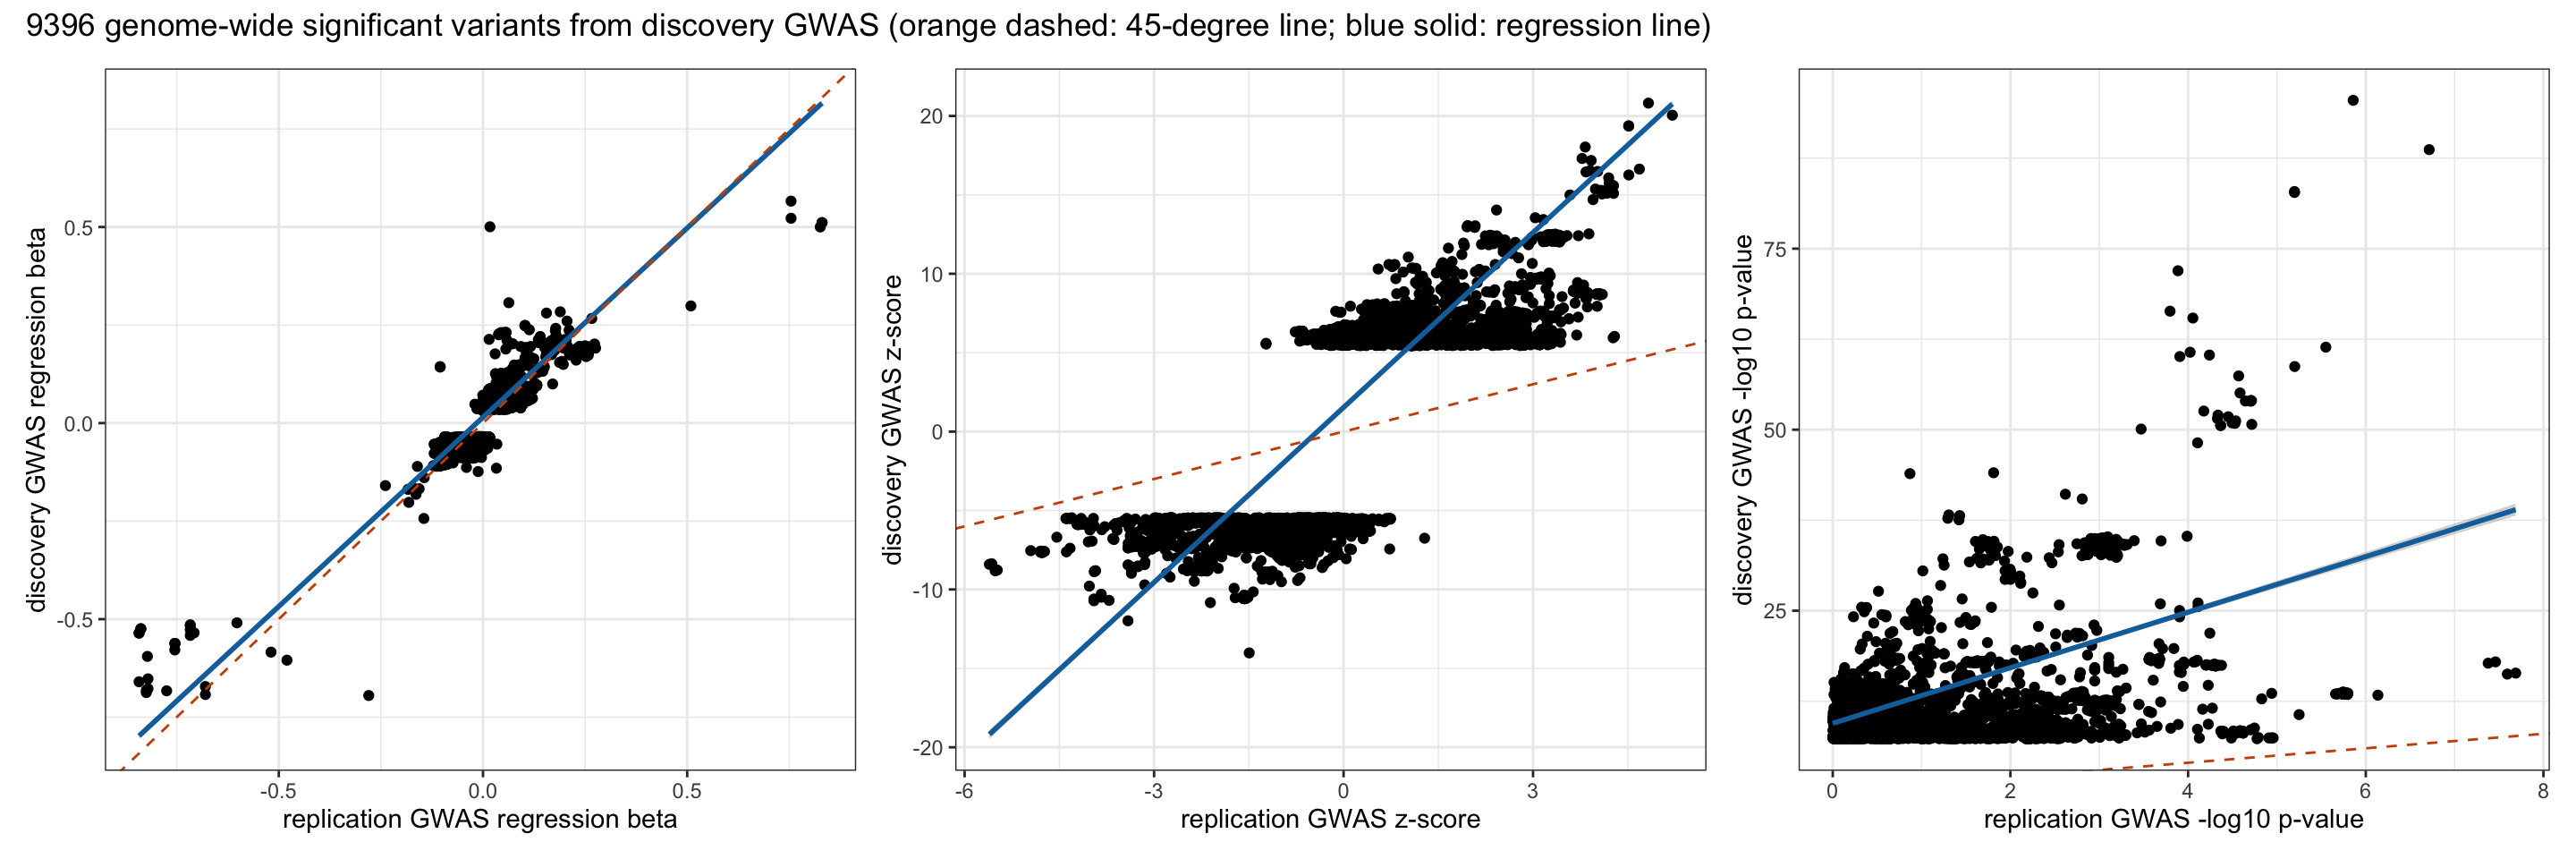 9396 genome-wide significant variants from discovery GWAS (orange dashed: 45-degree line; blue solid: regression line)
discovery GWAS regression beta
0.5
0.0
-0.5
-0.5 0.0 0.5
replication GWAS regression beta
discovery GWAS z-score
20
10
0
-10
-20
-6 -3 0 3
replication GWAS z-score
discovery GWAS -log10 p-value
75
50
25
0 2 4 6 8
replication GWAS -log10 p-value